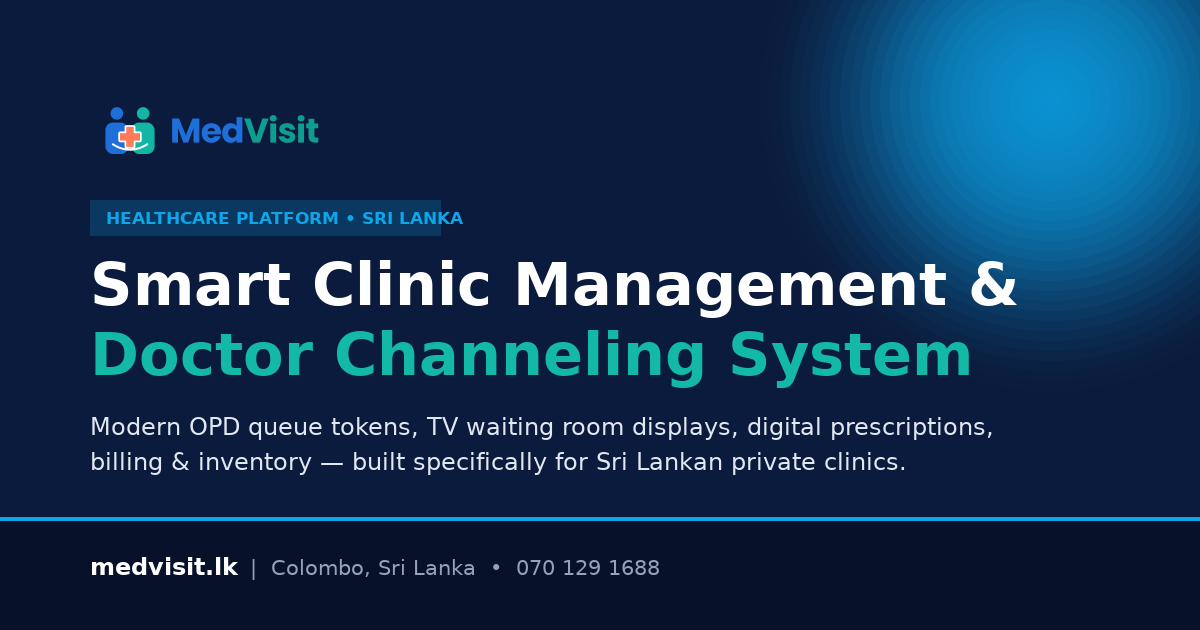 MedVisit
HEALTHCARE PLATFORM • SRI LANKA
Smart Clinic Management &
Doctor Channeling System
Modern OPD queue tokens, TV waiting room displays, digital prescriptions,
billing & inventory — built specifically for Sri Lankan private clinics.
medvisit.lk | Colombo, Sri Lanka • 070 129 1688